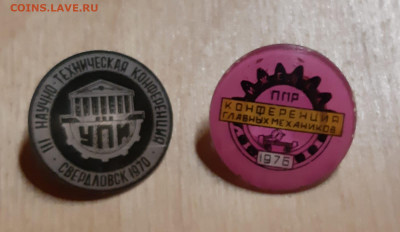 COINS.LAVE.RU
III НАУЧНО-ТЕХНИЧЕСКАЯ КОНФЕРЕНЦИЯ
УПИ
СВЕРДЛОВСК 1970
ППР
КОНФЕРЕНЦИЯ
ГЛАВНЫХ МЕХАНИКОВ
1976